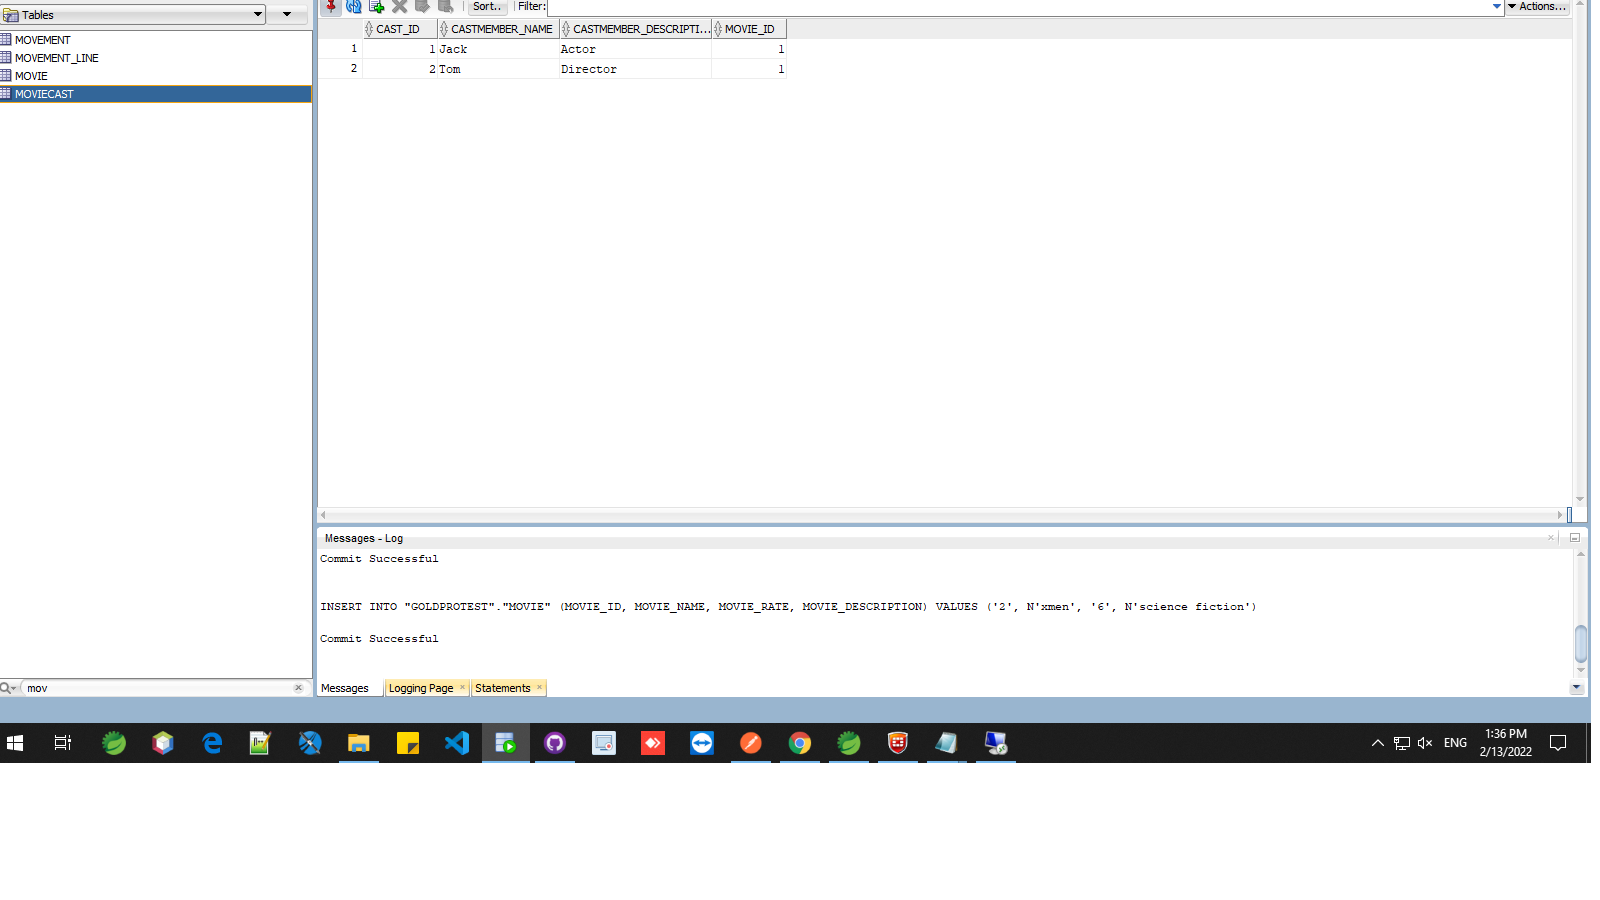 Tables
MOVEMENT
MOVEMENT_LINE
MOVIE
MOVIECAST
mov
Sort.. Filter: Actions...
CAST_ID CASTMEMBER_NAME CASTMEMBER_DESCRIPTI... MOVIE_ID
1 1 Jack Actor 1
2 2 Tom Director 1
Messages - Log
Commit Successful
INSERT INTO "GOLDPROTEST"."MOVIE" (MOVIE_ID, MOVIE_NAME, MOVIE_RATE, MOVIE_DESCRIPTION) VALUES ('2', N'xmen', '6', N'science fiction')
Commit Successful
Messages Logging Page Statements
ENG
1:36 PM
2/13/2022